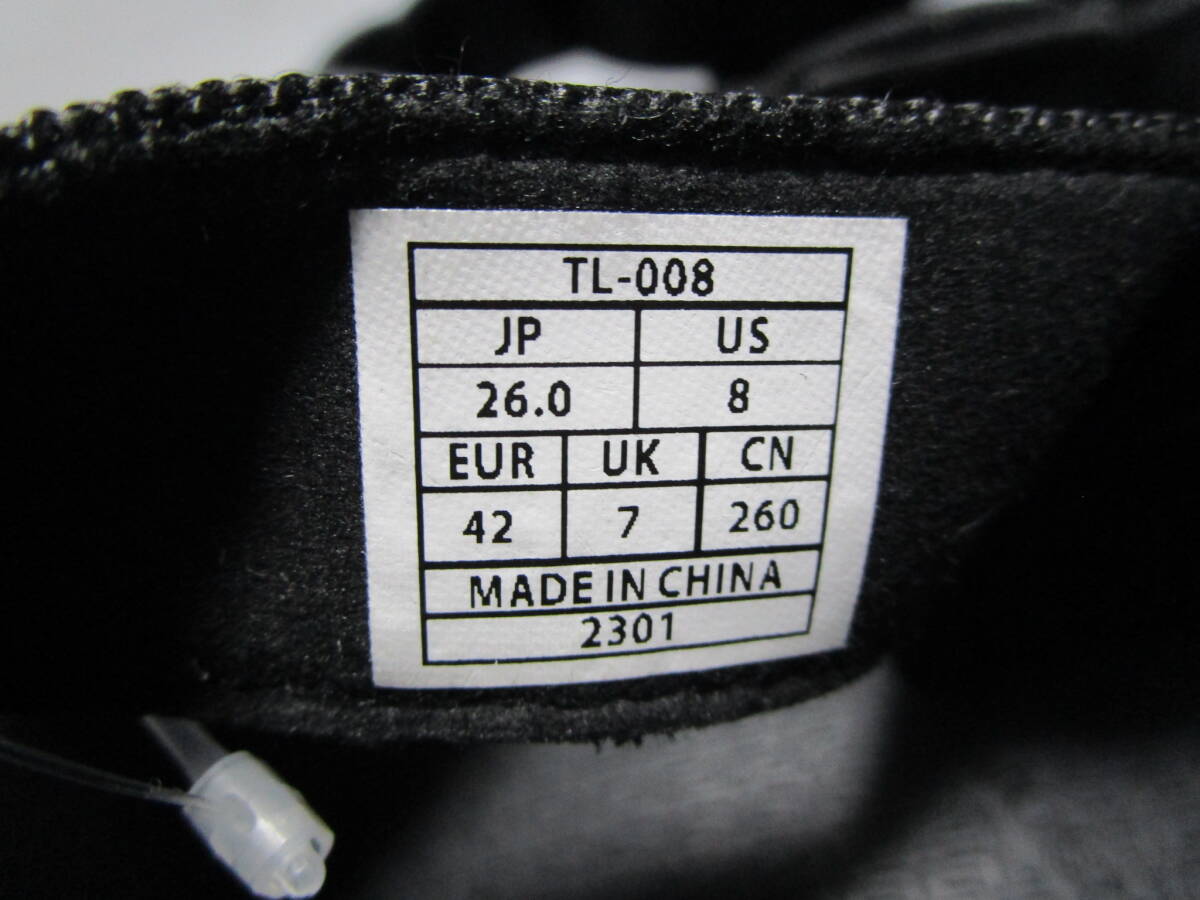 TL-008
JP US
26.0 8
EUR UK CN
42 7 260
MADE IN CHINA
2301